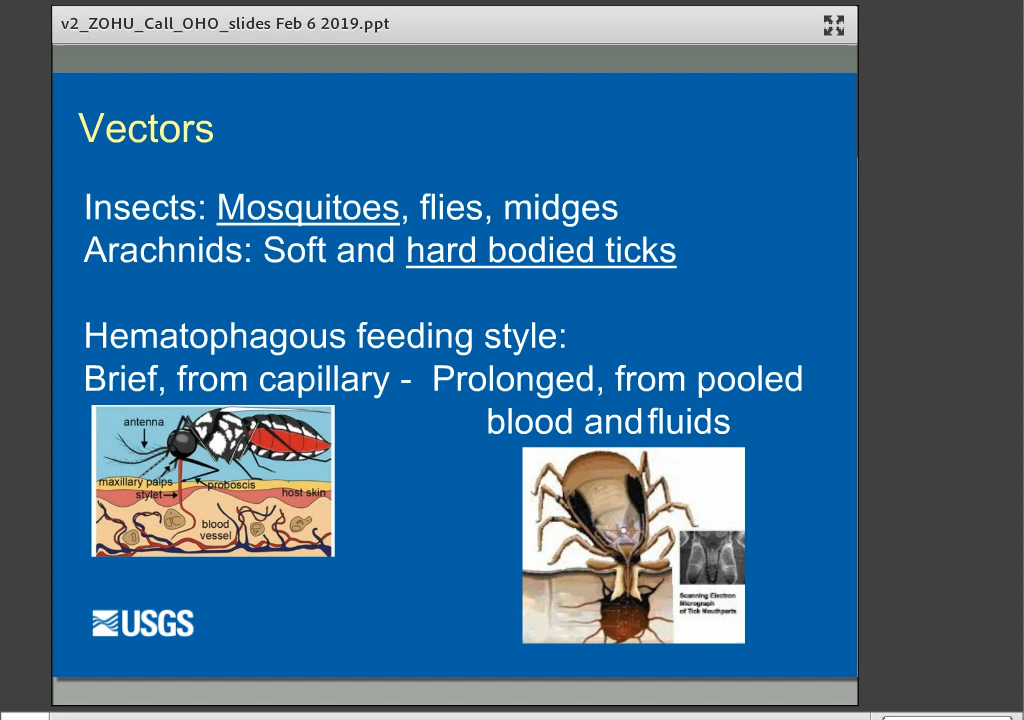 v2_ZOHU_Call_OHO_slides Feb 6 2019.ppt
Vectors
Insects: Mosquitoes, flies, midges
Arachnids: Soft and hard bodied ticks
Hematophagous feeding style:
Brief, from capillary - Prolonged, from pooled
blood and fluids
antenna
maxillary palps
stylet
proboscis
host skin
blood
vessel
Scanning Electron
Micrograph
of Tick Mouthparts
USGS